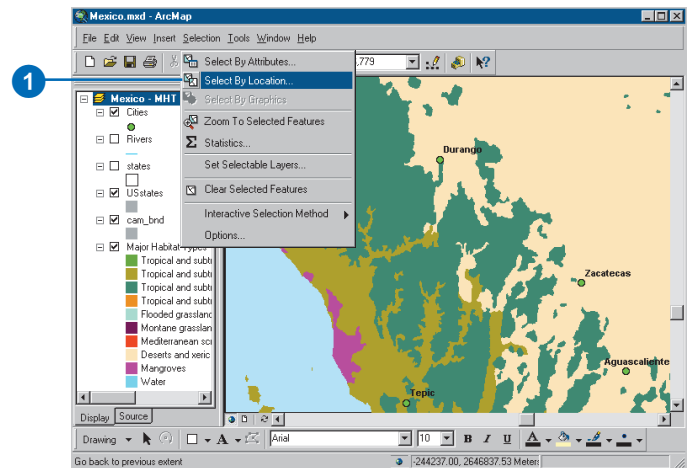 Mexico.mxd - ArcMap
File Edit View Insert Selection Tools Window Help
,779
Select By Attributes...
1
Select By Location...
Select By Graphics
Zoom To Selected Features
Statistics...
Set Selectable Layers...
Clear Selected Features
Interactive Selection Method
Options...
Mexico - MHT
Cities
Rivers
states
USstates
cam_bnd
Major Habitat Types
Tropical and subt
Tropical and subt
Tropical and subt
Tropical and subt
Flooded grasslanc
Montane grasslan
Mediterranean scr
Deserts and xeric
Mangroves
Water
Durango
Zacatecas
Aguascaliente
Tepic
Display Source
Drawing A Arial 10 B I U A
Go back to previous extent
-244237.00, 2646837.53 Meters